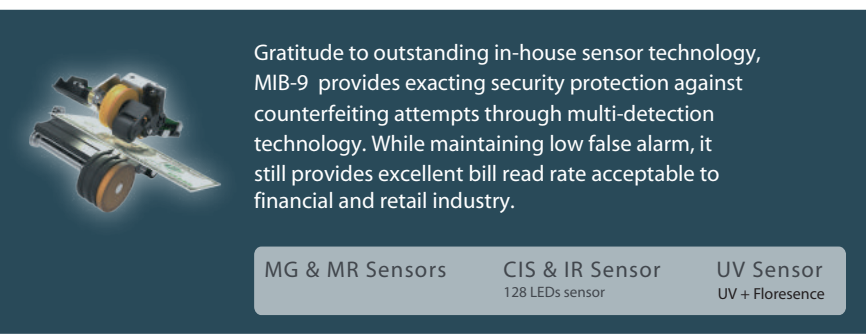 Gratitude to outstanding in-house sensor technology,
MIB-9 provides exacting security protection against
counterfeiting attempts through multi-detection
technology. While maintaining low false alarm, it
still provides excellent bill read rate acceptable to
financial and retail industry.
MG & MR Sensors
CIS & IR Sensor
128 LEDs sensor
UV Sensor
UV + Floresence